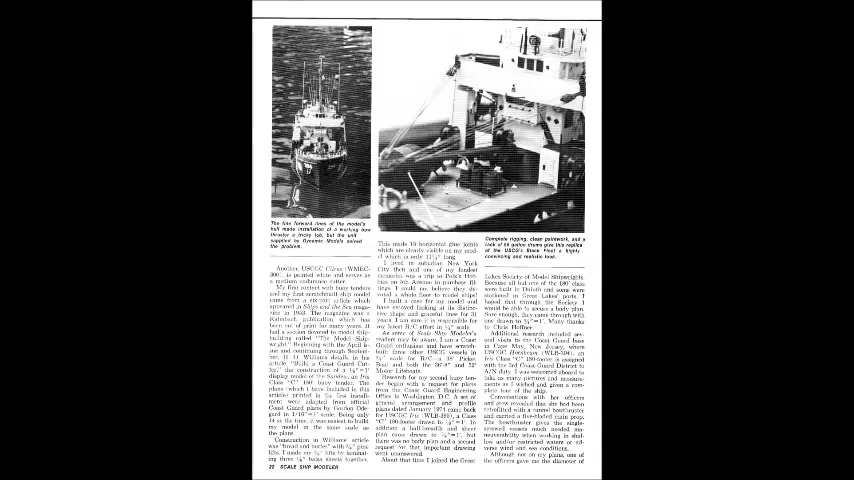 The fine forward lines of the model's
hull made installation of a working bow
thruster a tricky job, but the unit
supplied by Dynamic Models solved
the problem.
Another, USCGC Citrus (WMEC-
300), is painted white and serves as
a medium endurance cutter.
My first contact with buoy tenders
and my first scratchbuilt ship model
came from a six-part article which
appeared in Ships and the Sea maga-
zine in 1953. The magazine was a
Kalmbach publication which has
been out of print for many years. It
had a section devoted to model ship-
building called "The Model Ship-
wright." Beginning with the April is-
sue and continuing through Septem-
ber, H. O. Williams details in his
article, "Build a Coast Guard Cut-
ter," the construction of a 1/8"=1'
display model of the Sundew, an Iris
Class "C" 180' buoy tender. The
plans (which I have included in this
article) printed in the first install-
ment were adapted from official
Coast Guard plans by Gordon Ode-
gard in 1/16"=1' scale. Being only
14 at the time, it was easiest to build
my model in the same scale as
the plans.
Construction in Williams' article
was "bread and butter" with pine
lifts. I made my lifts by laminat-
ing three balsa sheets together.
22 SCALE SHIP MODELER
This made 10 horizontal glue joints
which are clearly visible on my mod-
el which is only 11¼" long.
I lived in suburban New York
City then and one of my fondest
memories was a trip to Polk's Hob-
bies on 5th Avenue to purchase fit-
tings. I could not believe they de-
voted a whole floor to model ships!
I built a case for my model and
have enjoyed looking at its distinc-
tive shape and graceful lines for 31
years. I am sure it is responsible for
my latest R/C effort in ¼" scale.
As some of Scale Ship Modeler's
readers may be aware, I am a Coast
Guard enthusiast and have scratch-
built three other USCG vessels in
¾" scale for R/C—a 38' Picket
Boat and both the 36'-8" and 52'
Motor Lifeboats.
Research for my second buoy ten-
der began with a request for plans
from the Coast Guard Engineering
Office in Washington, D.C. A set of
general arrangement and profile
plans dated January 1974 came back
for USCGC Iris (WLB-395), a Class
"C" 180-footer drawn to 1/8"=1'. In
addition a half-breadth and sheer
plan came drawn to ¼"=1', but
there was no body plan and a second
request for that important drawing
went unanswered.
About that time I joined the Great
Complete rigging, clean paintwork, and a
rack of 55 gallon drums give this replica
of the USCG's Black Fleet a highly
convincing and realistic look.
Lakes Society of Model Shipwrights.
Because all but one of the 180' class
were built in Duluth and some were
stationed in Great Lakes' ports, I
hoped that through the Society I
would be able to secure a body plan.
Sure enough, they came through with
one drawn to ¼"=1'. Many thanks
to Chris Hoffner.
Additional research included sev-
eral visits to the Coast Guard base
in Cape May, New Jersey, where
USCGC Hornbeam (WLB-394), an
Iris Class "C" 180-footer is assigned
with the 3rd Coast Guard District to
A/N duty. I was welcomed aboard to
take as many pictures and measure-
ments as I wished and given a com-
plete tour of the ship.
Conversations with her officers
and crew revealed that she had been
retrofitted with a tunnel bowthruster
and carried a five-bladed main prop.
The bowthruster gives the single-
screwed vessels much needed ma-
neuverability when working in shal-
low and/or restricted waters or ad-
verse wind and sea conditions.
Although not on my plans, one of
the officers gave me the diameter of